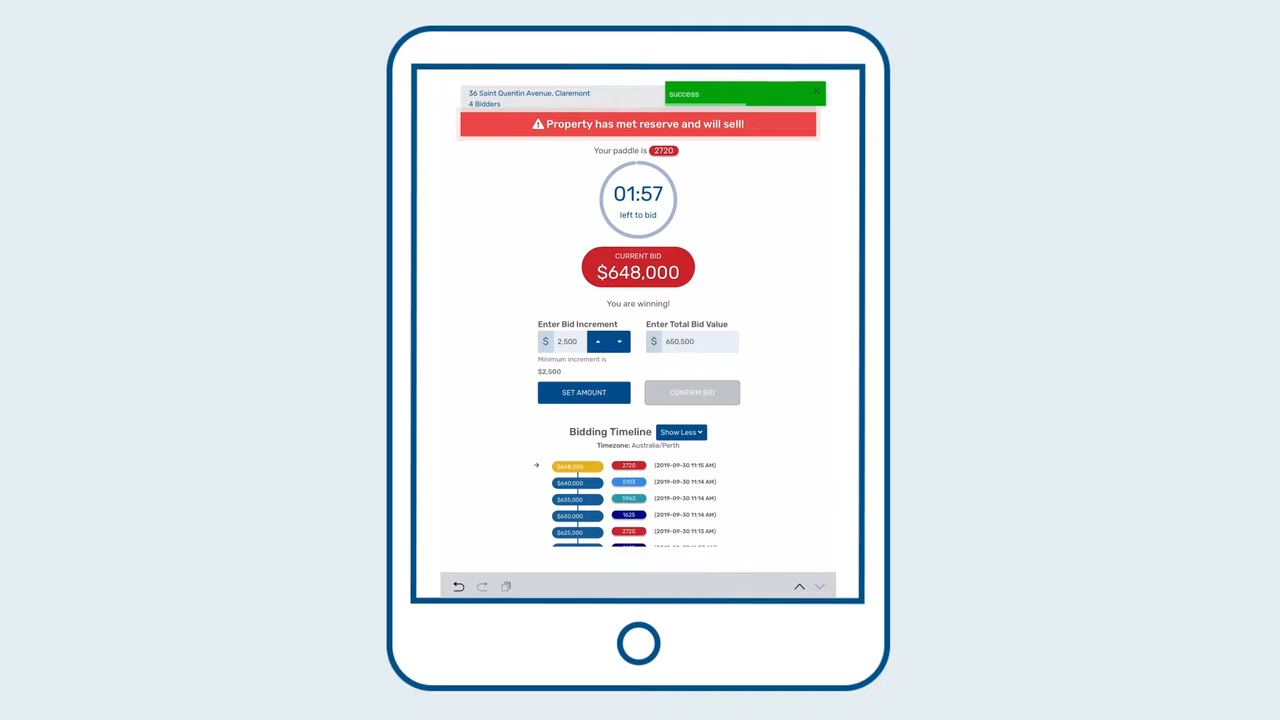 36 Saint Quentin Avenue, Claremont
4 Bidders
success
Property has met reserve and will sell!
Your paddle is 2720
01:57
left to bid
CURRENT BID
$648,000
You are winning!
Enter Bid Increment Enter Total Bid Value
$ 2,500 $ 650,500
Minimum increment is
$2,500
SET AMOUNT CONFIRM BID
Bidding Timeline Show Less
Timezone: Australia/Perth
$648,000 2720 (2019-09-30 11:15 AM)
$640,000 5103 (2019-09-30 11:14 AM)
$635,000 5962 (2019-09-30 11:14 AM)
$630,000 1625 (2019-09-30 11:14 AM)
$625,000 2720 (2019-09-30 11:13 AM)